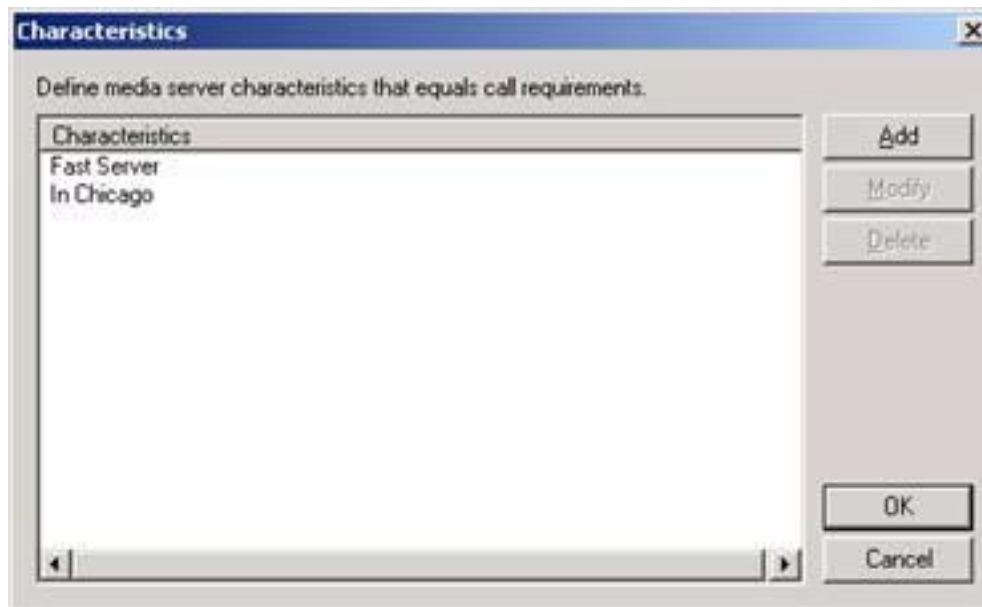 Characteristics
Define media server characteristics that equals call requirements.
Characteristics
Fast Server
In Chicago
Add
Modify
Delete
OK
Cancel